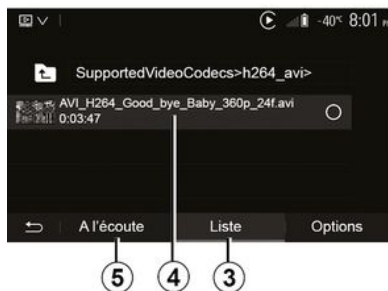 -40°C 8:01
SupportedVideoCodecs>h264_avi>
AVI_H264_Good_bye_Baby_360p_24f.avi
0:03:47
A l'écoute Liste Options
5 4 3